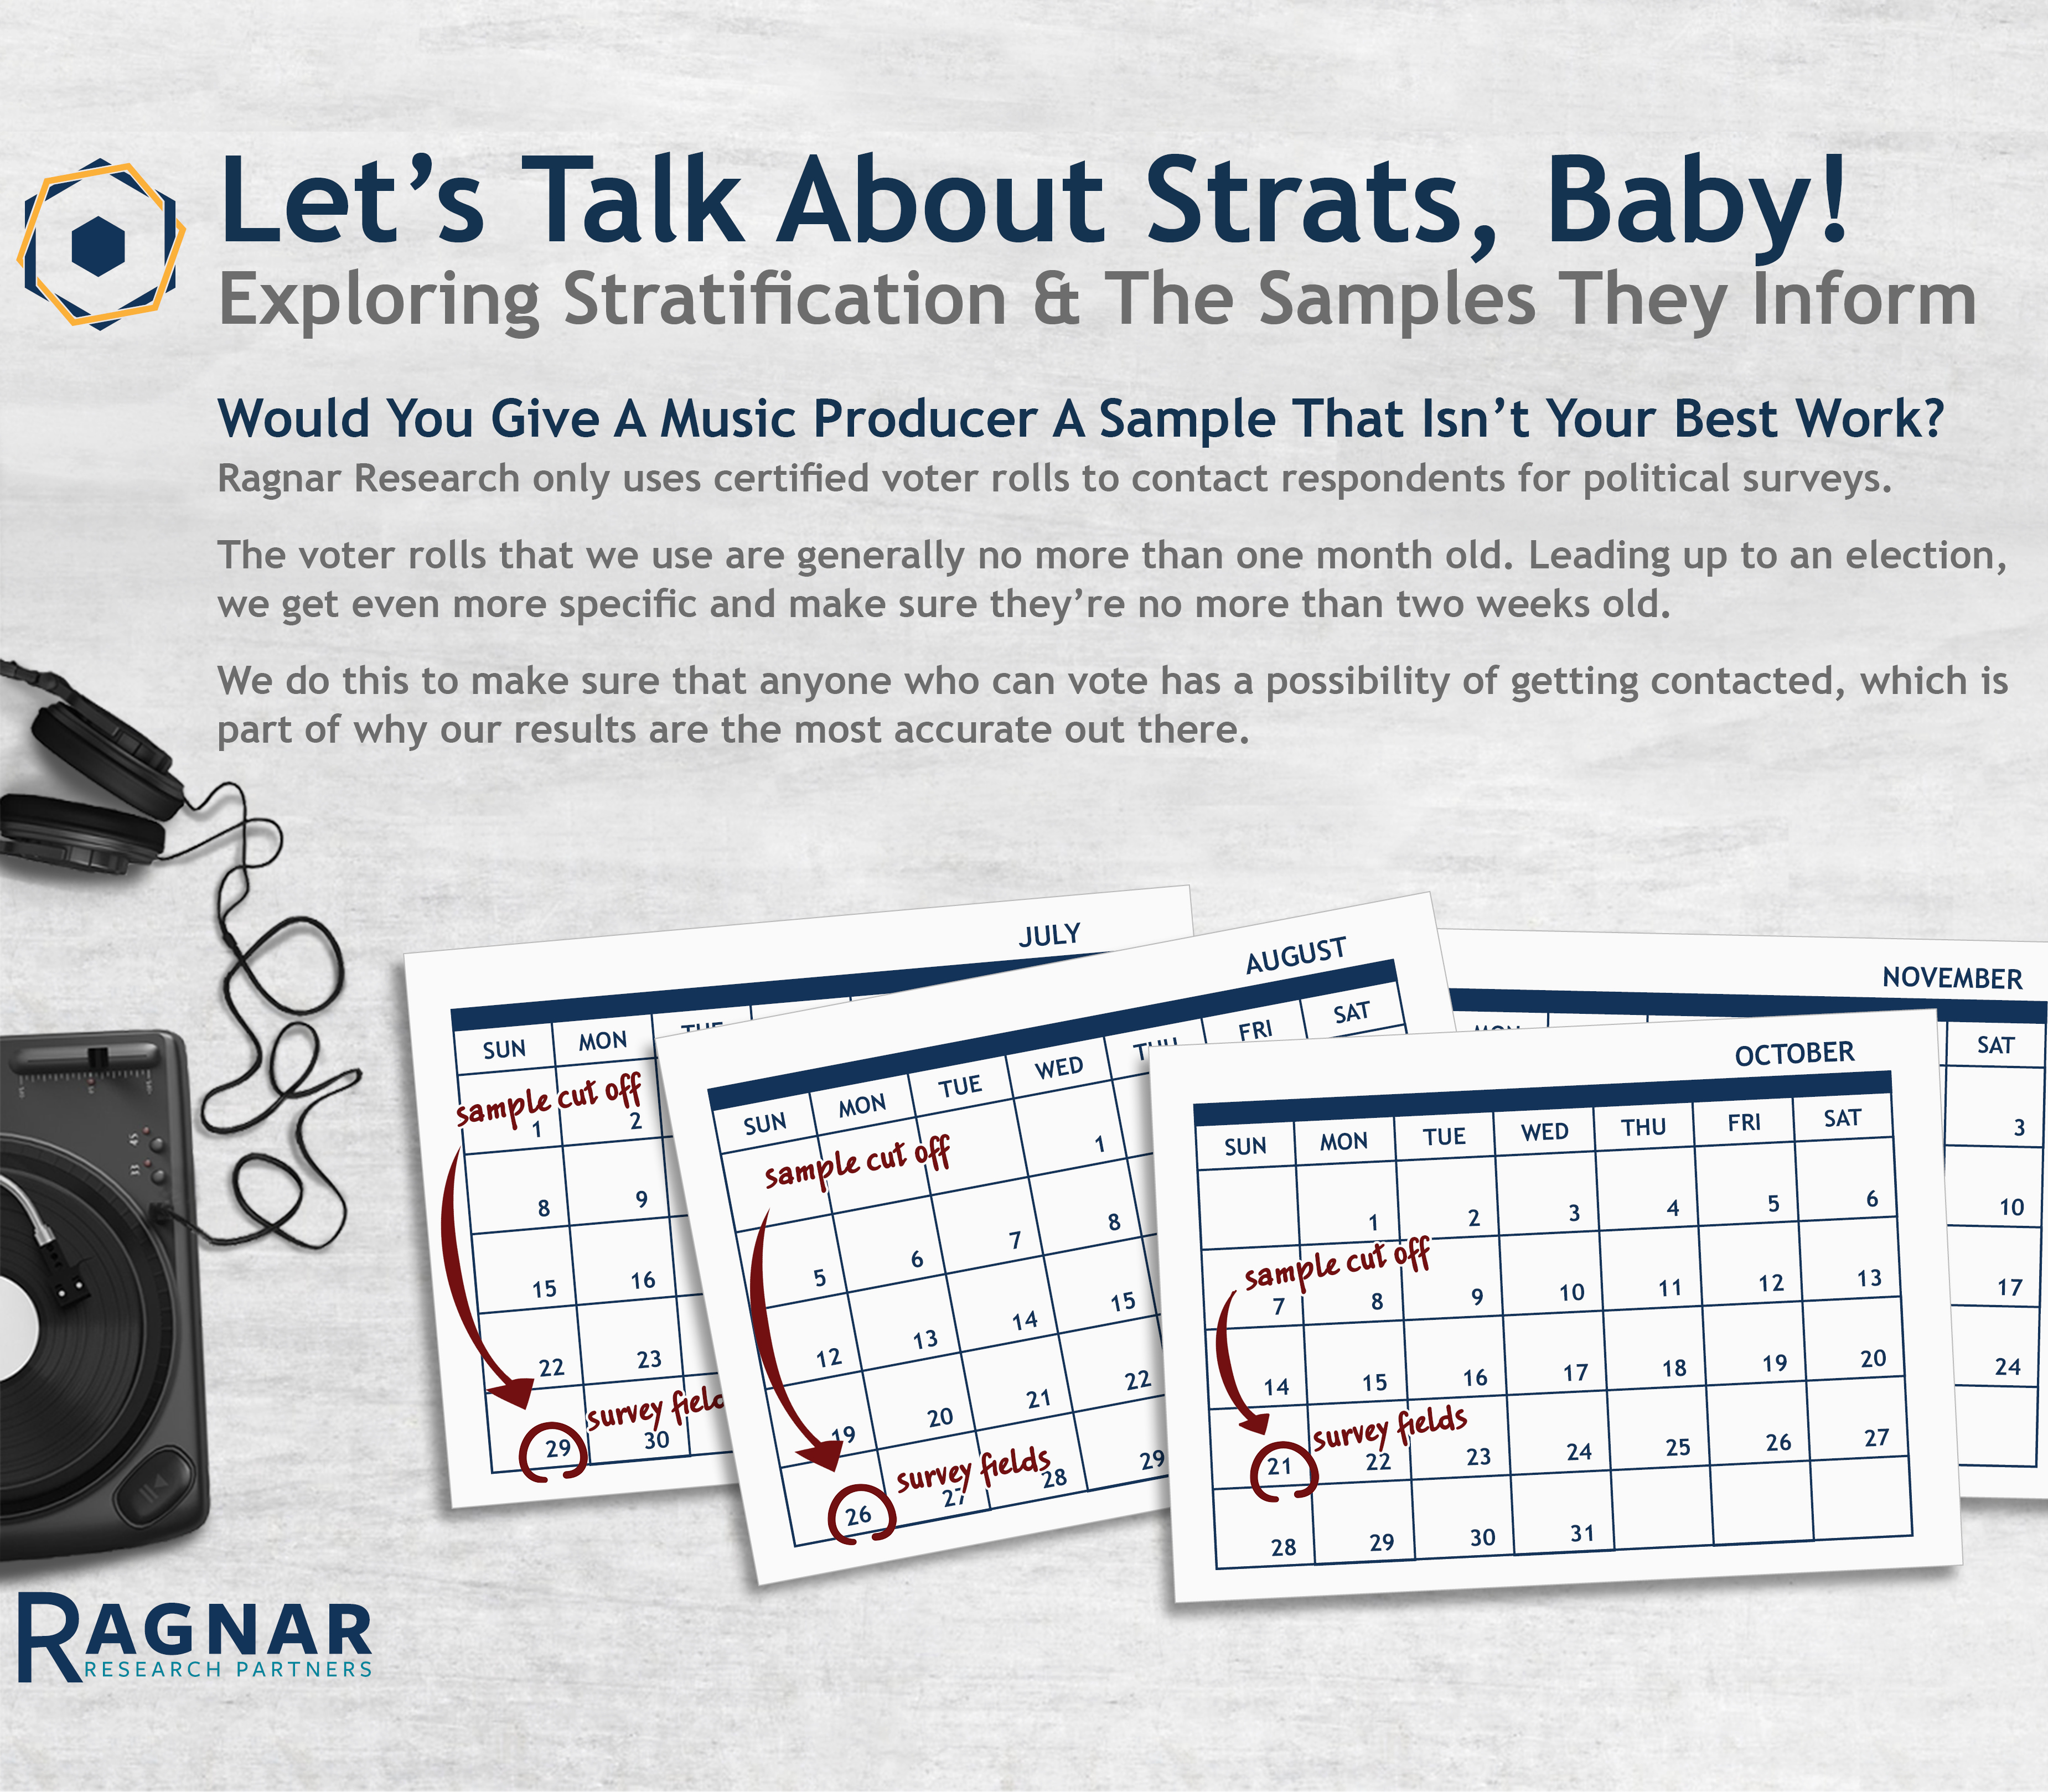 Let’s Talk About Strats, Baby!
Exploring Stratification & The Samples They Inform
Would You Give A Music Producer A Sample That Isn’t Your Best Work?
Ragnar Research only uses certified voter rolls to contact respondents for political surveys.
The voter rolls that we use are generally no more than one month old. Leading up to an election,
we get even more specific and make sure they’re no more than two weeks old.
We do this to make sure that anyone who can vote has a possibility of getting contacted, which is
part of why our results are the most accurate out there.
JULY
SUN MON TUE
sample cut off
1 2
8 9
15 16
22 23
survey field
29 30
AUGUST
SUN MON TUE WED THU FRI SAT
sample cut off
1
5 6 7 8
12 13 14 15
19 20 21 22
survey fields
26 27 28 29
OCTOBER
SUN MON TUE WED THU FRI SAT
1 2 3 4 5 6
sample cut off
7 8 9 10 11 12 13
14 15 16 17 18 19 20
survey fields
21 22 23 24 25 26 27
28 29 30 31
NOVEMBER
MON SAT
3
10
17
24
RAGNAR
RESEARCH PARTNERS